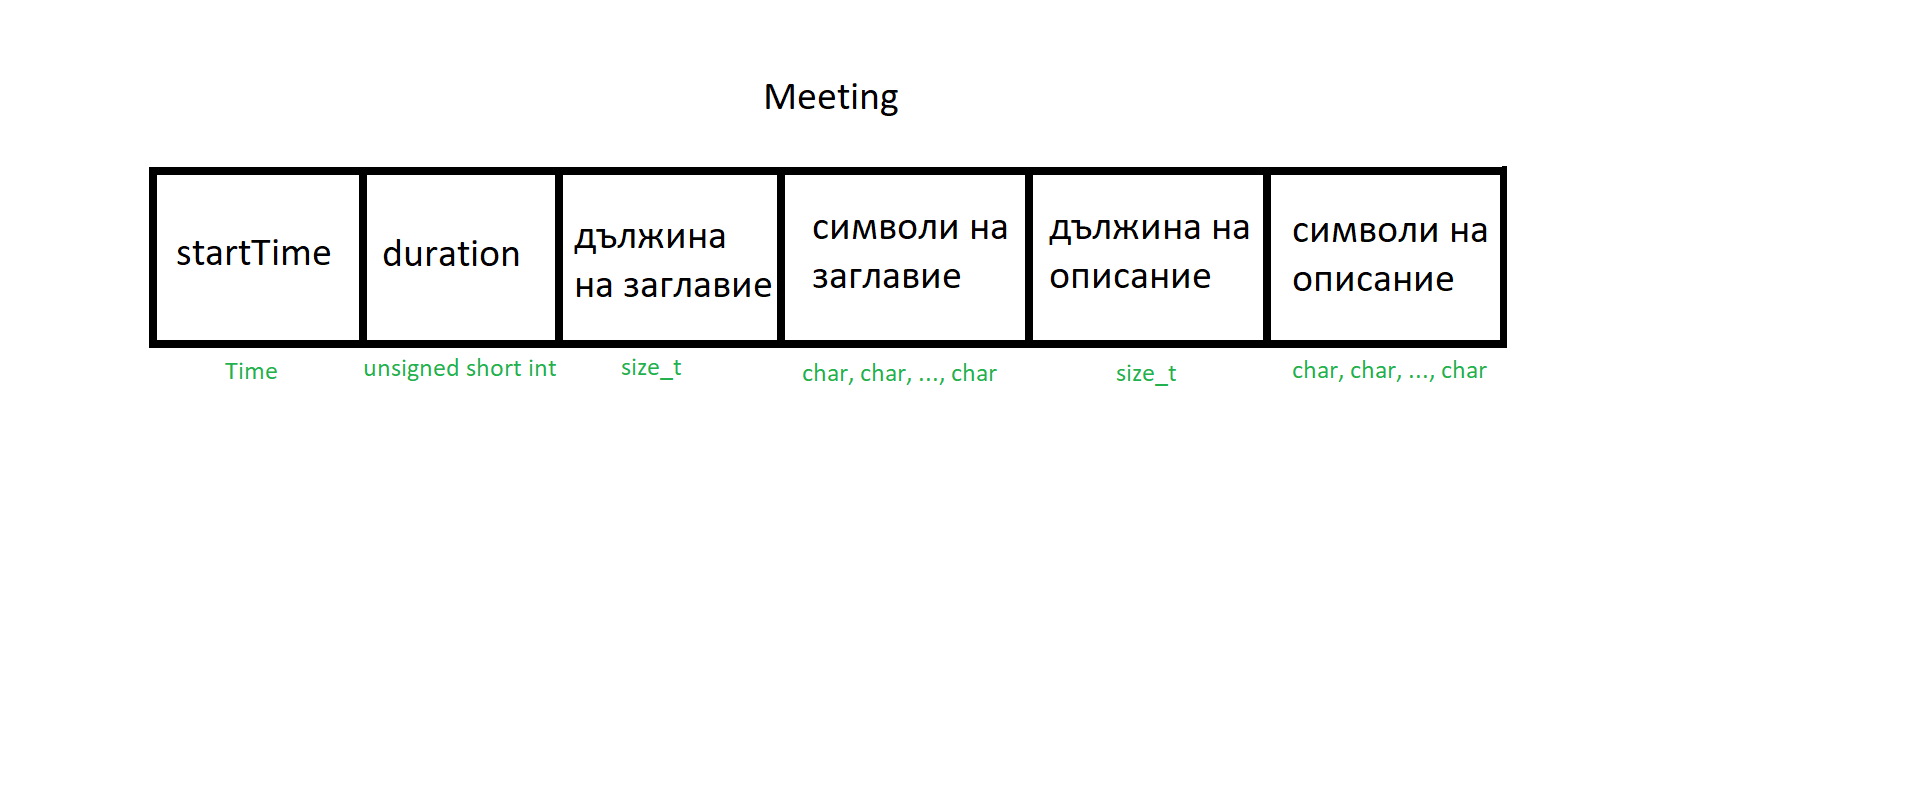 Meeting
startTime
duration
дължина
на заглавие
символи на
заглавие
дължина на
описание
символи на
описание
Time
unsigned short int
size_t
char, char, ..., char
size_t
char, char, ..., char